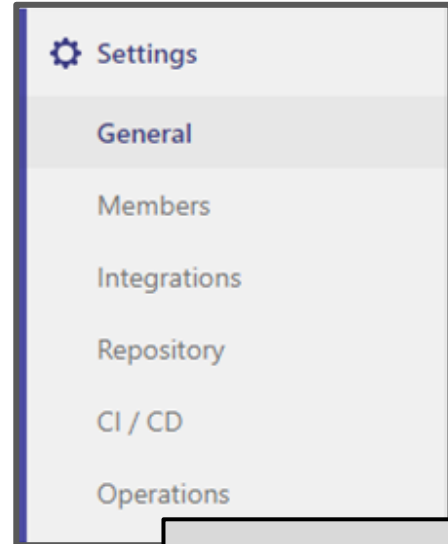 Settings
General
Members
Integrations
Repository
CI / CD
Operations